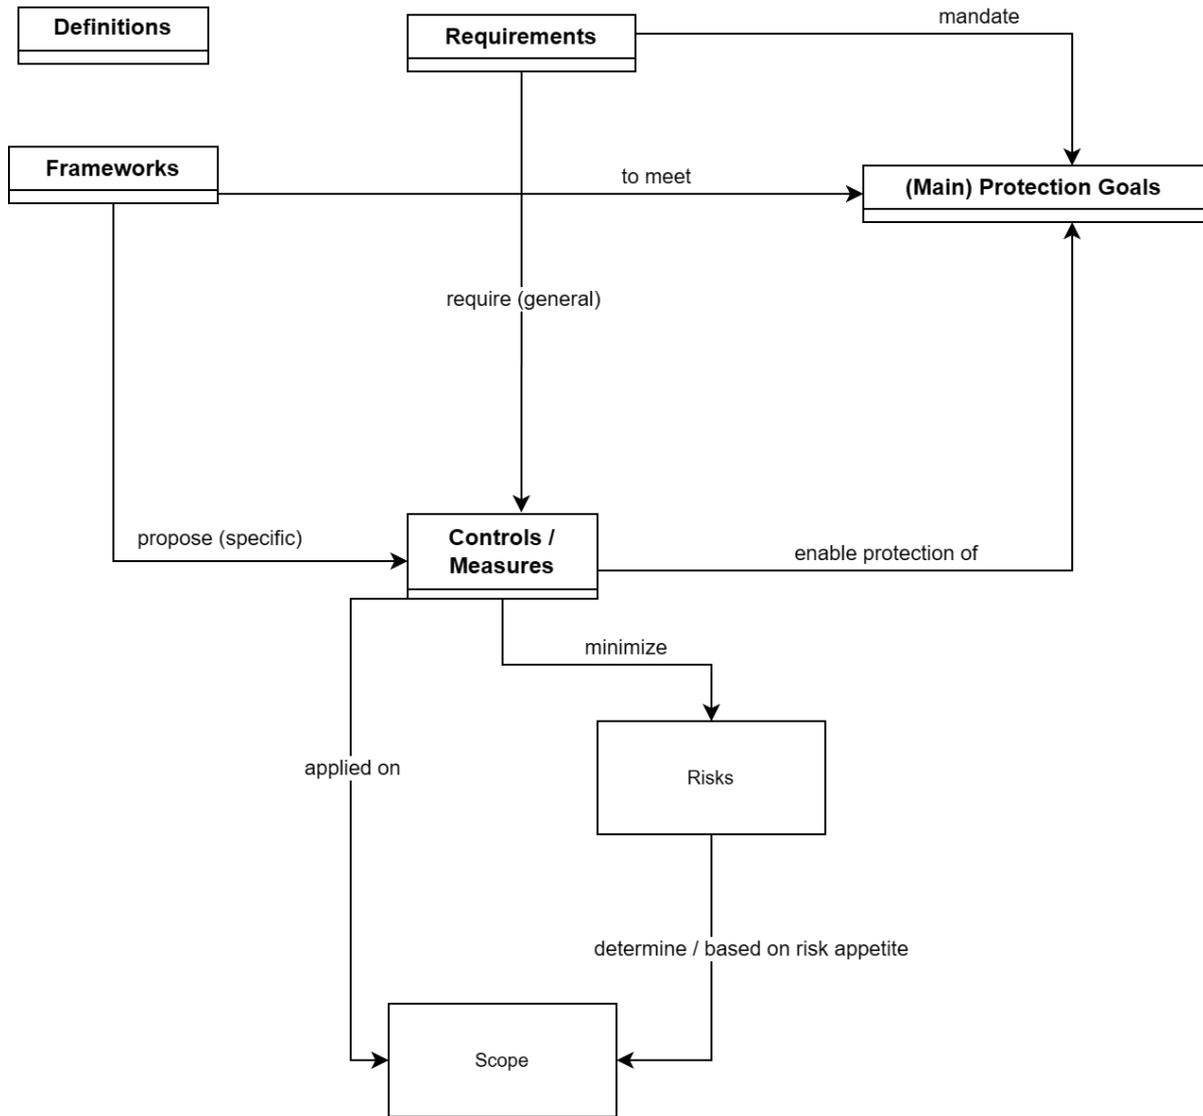 Definitions
Requirements
mandate
Frameworks
to meet
(Main) Protection Goals
require (general)
propose (specific)
Controls /
Measures
enable protection of
minimize
applied on
Risks
determine / based on risk appetite
Scope